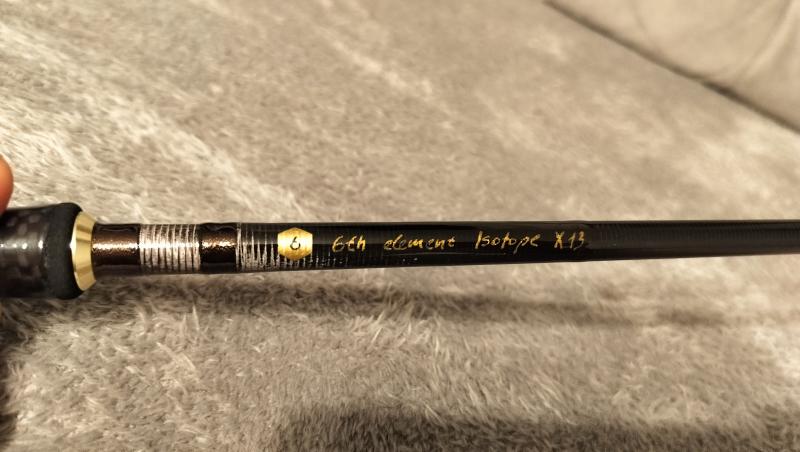 6 6th element Isotope X13